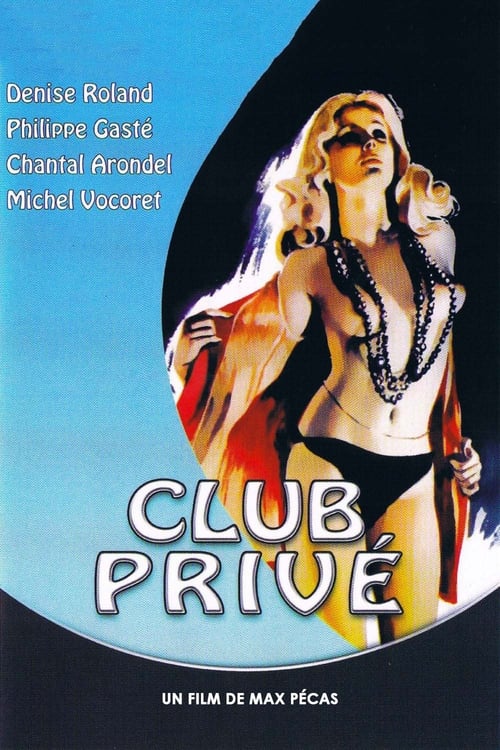 Denise Roland
Philippe Gasté
Chantal Arondel
Michel Vocoret
CLUB
PRIVÉ
UN FILM DE MAX PÉCAS